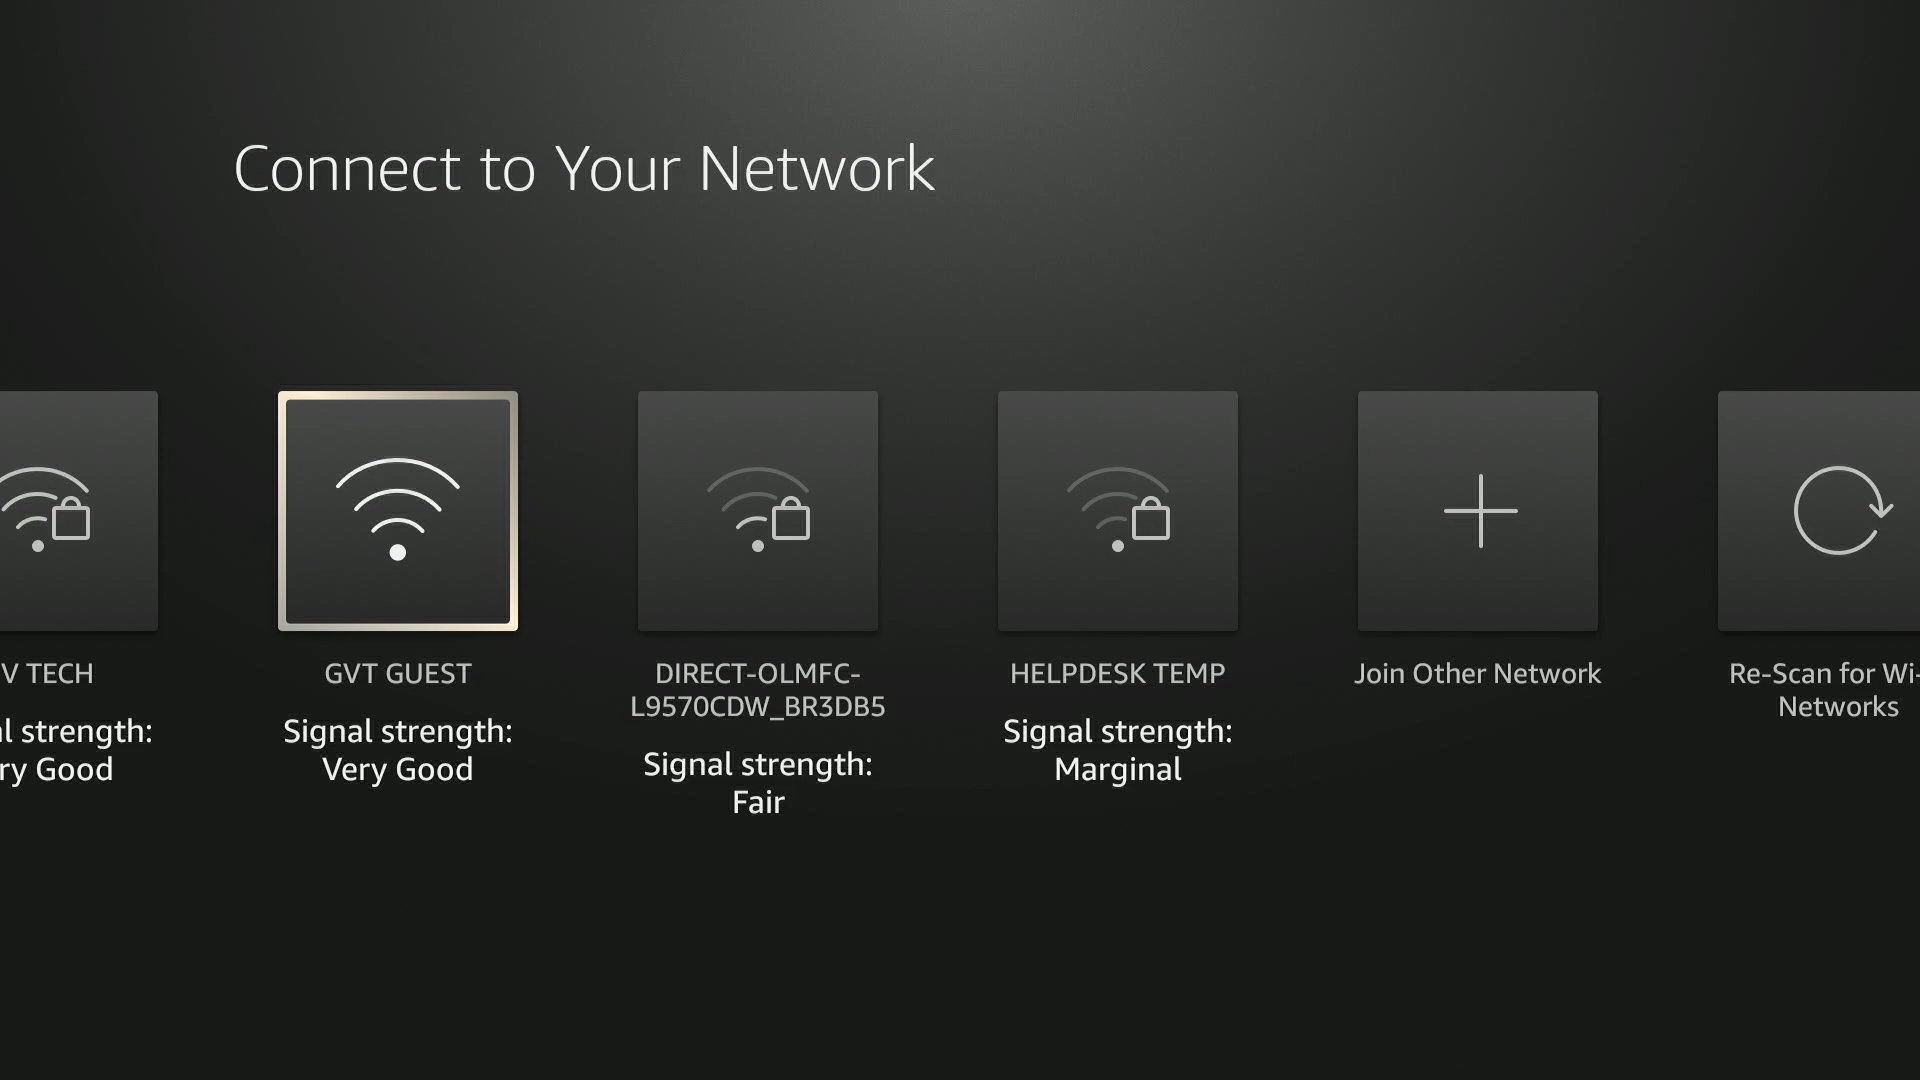 Connect to Your Network
V TECH
strength:
Good
GVT GUEST
Signal strength:
Very Good
DIRECT-OLMFC-
L9570CDW_BR3DB5
Signal strength:
Fair
HELPDESK TEMP
Signal strength:
Marginal
Join Other Network
Re-Scan for Wi-
Networks